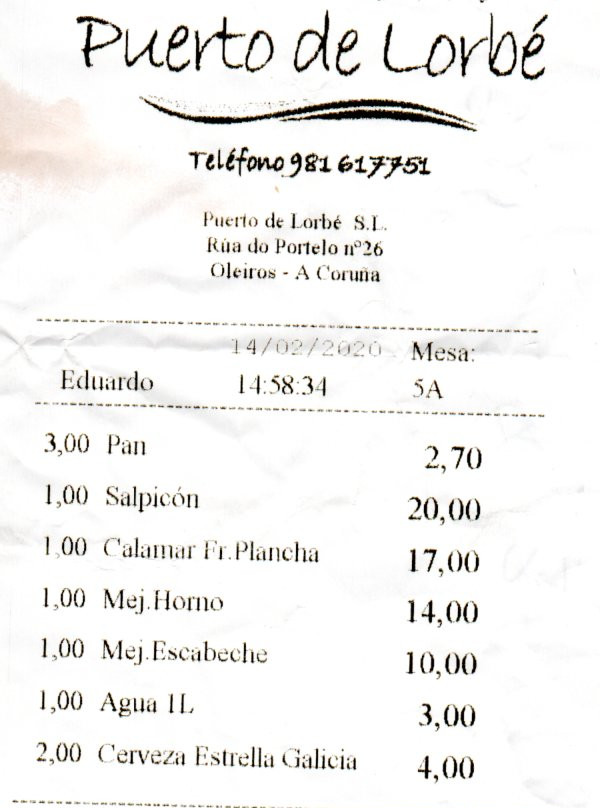 Puerto de Lorbé
Teléfono 981 617751
Puerto de Lorbé S.L.
Rúa do Portelo nº26
Oleiros - A Coruña
14/02/2020 Mesa:
Eduardo 14:58:34 5A
3,00 Pan 2,70
1,00 Salpicón 20,00
1,00 Calamar Fr.Plancha 17,00
1,00 Mej.Horno 14,00
1,00 Mej.Escabeche 10,00
1,00 Agua 1L 3,00
2,00 Cerveza Estrella Galicia 4,00